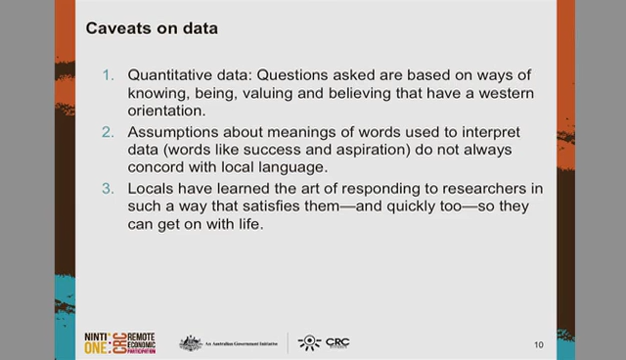 Caveats on data
1. Quantitative data: Questions asked are based on ways of
knowing, being, valuing and believing that have a western
orientation.
2. Assumptions about meanings of words used to interpret
data (words like success and aspiration) do not always
concord with local language.
3. Locals have learned the art of responding to researchers in
such a way that satisfies them—and quickly too—so they
can get on with life.
NINTI ONE: CRC REMOTE ECONOMIC PARTICIPATION
An Australian Government Initiative
CRC
10